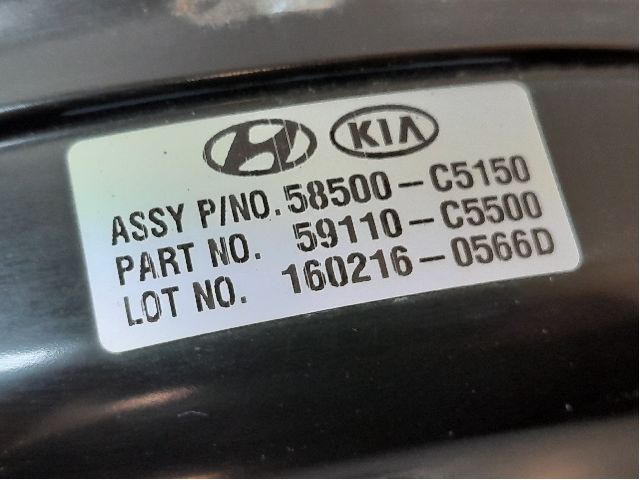 KIA
ASSY P/NO. 58500-C5150
PART NO. 59110-C5500
LOT NO. 160216-0566D